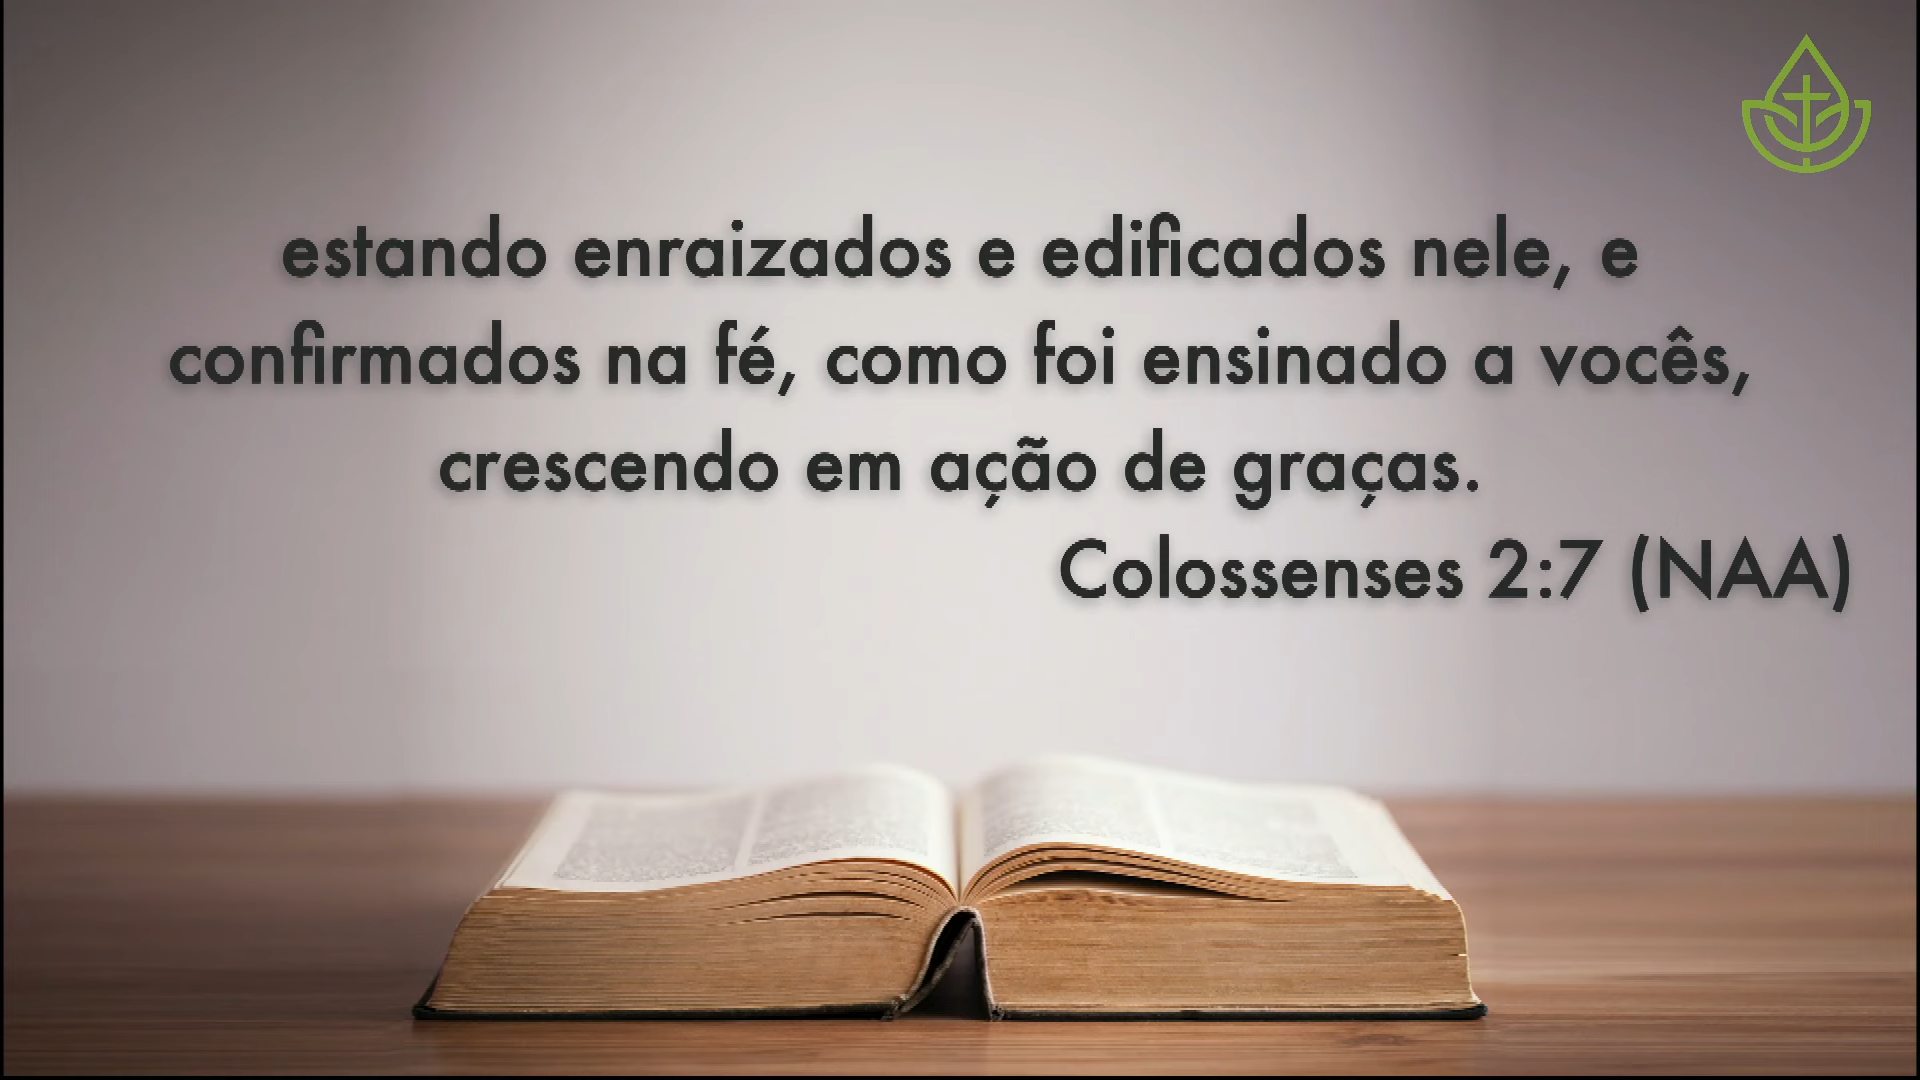 estando enraizados e edificados nele, e
confirmados na fé, como foi ensinado a vocês,
crescendo em ação de graças.
Colossenses 2:7 (NAA)